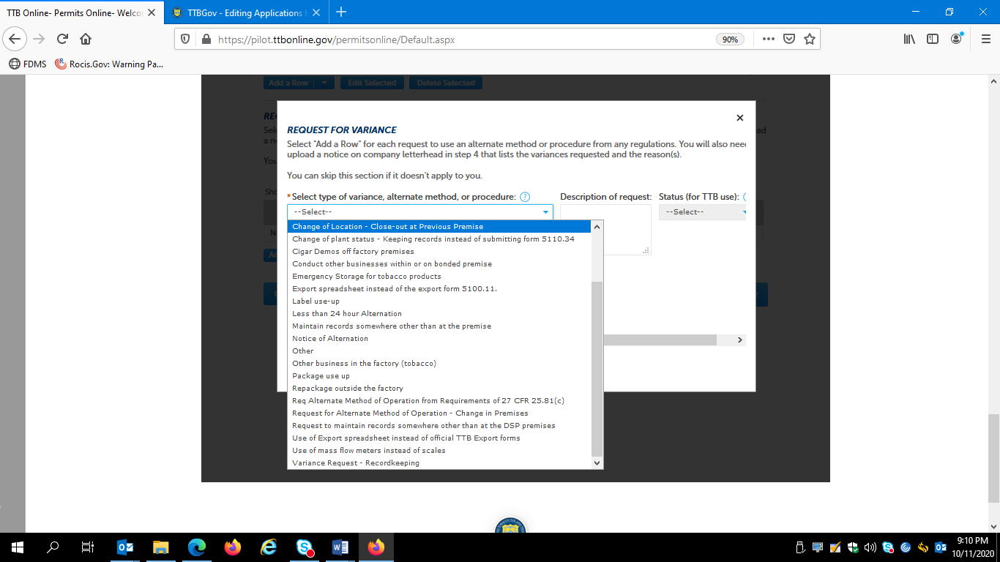 TTB Online- Permits Online- Welco
TTBGov - Editing Applications
https://pilot.ttbonline.gov/permitsonline/Default.aspx
90%
FDMS
Rocis.Gov: Warning Pa...
Add a Row
Edit Selected
Delete Selected
REQUEST FOR VARIANCE
Select "Add a Row" for each request to use an alternate method or procedure from any regulations. You will also nee
upload a notice on company letterhead in step 4 that lists the variances requested and the reason(s).
You can skip this section if it doesn't apply to you.
*Select type of variance, alternate method, or procedure: ? Description of request: Status (for TTB use):
--Select-- --Select--
Change of Location - Close-out at Previous Premise
Change of plant status - Keeping records instead of submitting form 5110.34
Cigar Demos off factory premises
Conduct other businesses within or on bonded premise
Emergency Storage for tobacco products
Export spreadsheet instead of the export form 5100.11.
Label use-up
Less than 24 hour Alternation
Maintain records somewhere other than at the premise
Notice of Alternation
Other
Other business in the factory (tobacco)
Package use up
Repackage outside the factory
Req Alternate Method of Operation from Requirements of 27 CFR 25.81(c)
Request for Alternate Method of Operation - Change in Premises
Request to maintain records somewhere other than at the DSP premises
Use of Export spreadsheet instead of official TTB Export forms
Use of mass flow meters instead of scales
Variance Request - Recordkeeping
9:10 PM
10/11/2020